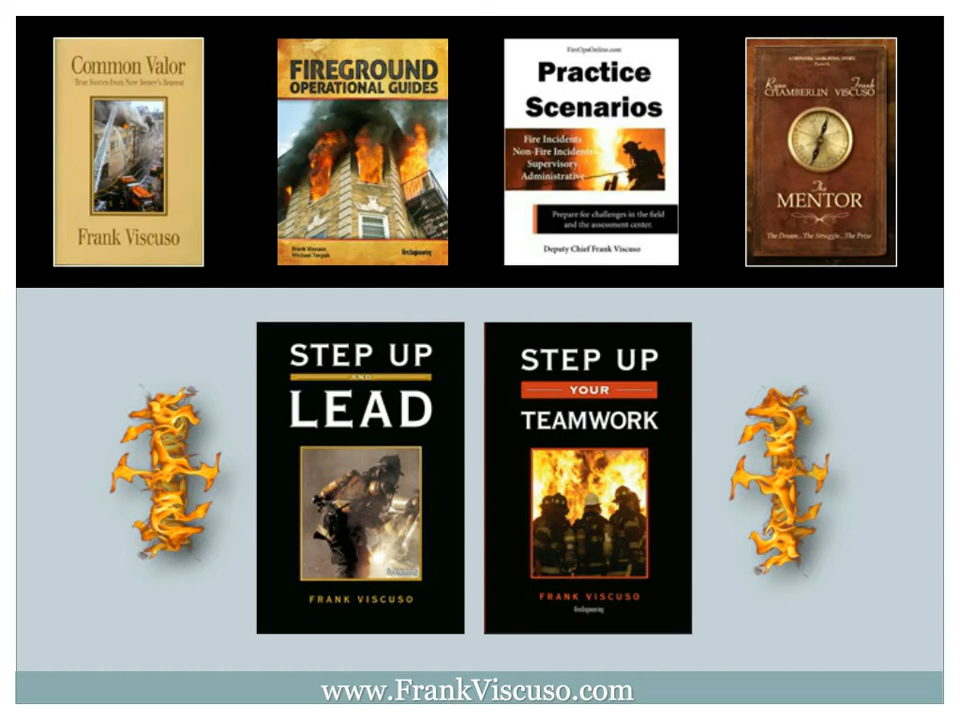 Common Valor
True Stories from New Jersey's Bravest
Frank Viscuso
FIREGROUND
OPERATIONAL GUIDES
Frank Viscuso
Michael Terpak
FireEngineering
FireOpsOnline.com
Practice
Scenarios
Fire Incidents
Non-Fire Incidents
Supervisory
Administrative
Prepare for challenges in the field
and the assessment center.
Deputy Chief Frank Viscuso
Ryan Frank
CHAMBERLIN VISCUSO
The
MENTOR
The Dream...The Struggle...The Prize
STEP UP
AND
LEAD
FRANK VISCUSO
STEP UP
YOUR
TEAMWORK
FRANK VISCUSO
FireEngineering
www.FrankViscuso.com